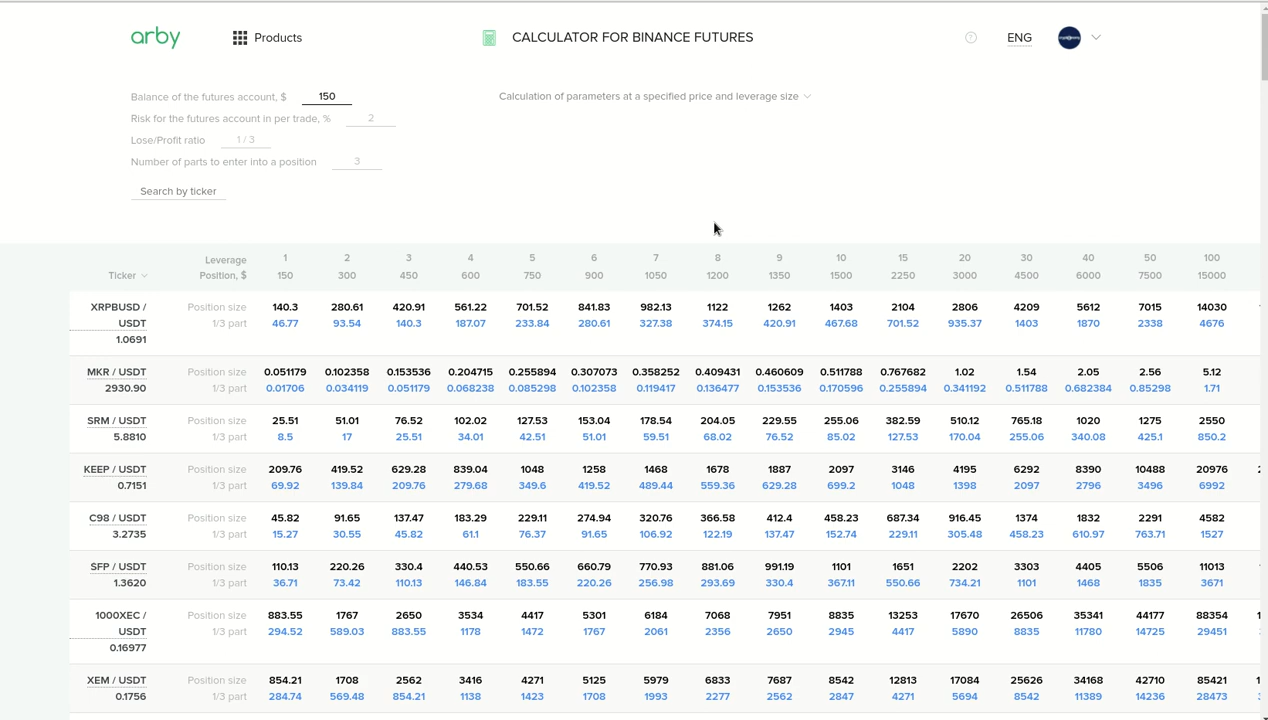 arby
Products
CALCULATOR FOR BINANCE FUTURES
?
ENG
Balance of the futures account, $ 150
Calculation of parameters at a specified price and leverage size
Risk for the futures account in per trade, % 2
Lose/Profit ratio 1 / 3
Number of parts to enter into a position 3
Search by ticker
Leverage 1 2 3 4 5 6 7 8 9 10 15 20 30 40 50 100
Ticker Position, $ 150 300 450 600 750 900 1050 1200 1350 1500 2250 3000 4500 6000 7500 15000
XRPBUSD / Position size 140.3 280.61 420.91 561.22 701.52 841.83 982.13 1122 1262 1403 2104 2806 4209 5612 7015 14030
USDT 1/3 part 46.77 93.54 140.3 187.07 233.84 280.61 327.38 374.15 420.91 467.68 701.52 935.37 1403 1870 2338 4676
1.0691
MKR / USDT Position size 0.051179 0.102358 0.153536 0.204715 0.255894 0.307073 0.358252 0.409431 0.460609 0.511788 0.767682 1.02 1.54 2.05 2.56 5.12
2930.90 1/3 part 0.01706 0.034119 0.051179 0.068238 0.085298 0.102358 0.119417 0.136477 0.153536 0.170596 0.255894 0.341192 0.511788 0.682384 0.85298 1.71
SRM / USDT Position size 25.51 51.01 76.52 102.02 127.53 153.04 178.54 204.05 229.55 255.06 382.59 510.12 765.18 1020 1275 2550
5.8810 1/3 part 8.5 17 25.51 34.01 42.51 51.01 59.51 68.02 76.52 85.02 127.53 170.04 255.06 340.08 425.1 850.2
KEEP / USDT Position size 209.76 419.52 629.28 839.04 1048 1258 1468 1678 1887 2097 3146 4195 6292 8390 10488 20976
0.7151 1/3 part 69.92 139.84 209.76 279.68 349.6 419.52 489.44 559.36 629.28 699.2 1048 1398 2097 2796 3496 6992
C98 / USDT Position size 45.82 91.65 137.47 183.29 229.11 274.94 320.76 366.58 412.4 458.23 687.34 916.45 1374 1832 2291 4582
3.2735 1/3 part 15.27 30.55 45.82 61.1 76.37 91.65 106.92 122.19 137.47 152.74 229.11 305.48 458.23 610.97 763.71 1527
SFP / USDT Position size 110.13 220.26 330.4 440.53 550.66 660.79 770.93 881.06 991.19 1101 1651 2202 3303 4405 5506 11013
1.3620 1/3 part 36.71 73.42 110.13 146.84 183.55 220.26 256.98 293.69 330.4 367.11 550.66 734.21 1101 1468 1835 3671
1000XEC / Position size 883.55 1767 2650 3534 4417 5301 6184 7068 7951 8835 13253 17670 26506 35341 44177 88354
USDT 1/3 part 294.52 589.03 883.55 1178 1472 1767 2061 2356 2650 2945 4417 5890 8835 11780 14725 29451
0.16977
XEM / USDT Position size 854.21 1708 2562 3416 4271 5125 5979 6833 7687 8542 12813 17084 25626 34168 42710 85421
0.1756 1/3 part 284.74 569.48 854.21 1138 1423 1708 1993 2277 2562 2847 4271 5694 8542 11389 14236 28473